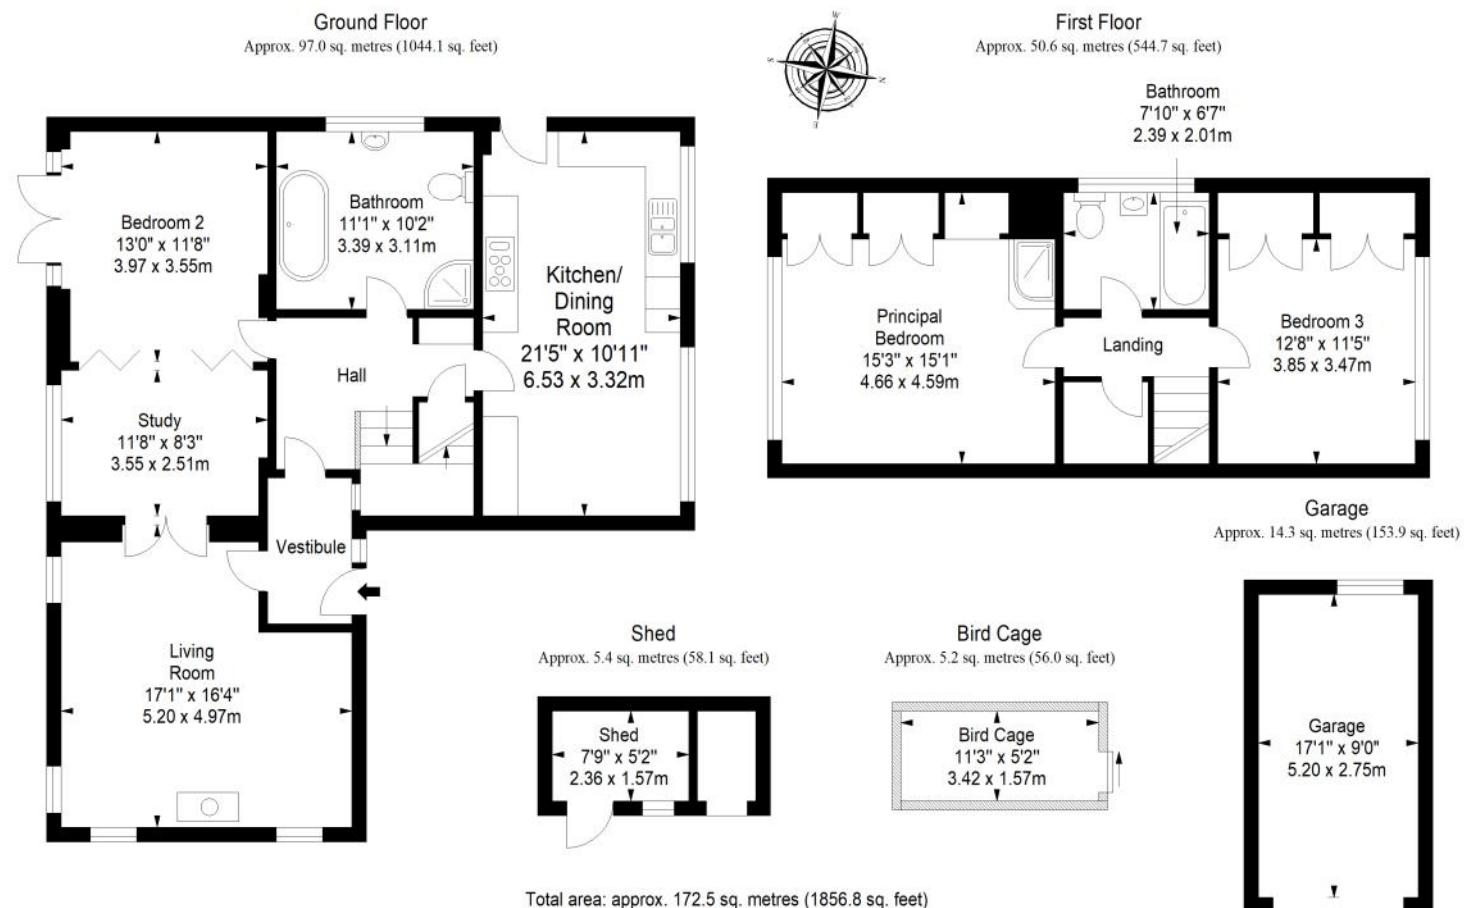 Ground Floor
Approx. 97.0 sq. metres (1044.1 sq. feet)
First Floor
Approx. 50.6 sq. metres (544.7 sq. feet)
W
S
N
E
Bathroom
7'10" x 6'7"
2.39 x 2.01m
Bedroom 2
13'0" x 11'8"
3.97 x 3.55m
Bathroom
11'1" x 10'2"
3.39 x 3.11m
Kitchen/
Dining
Room
21'5" x 10'11"
6.53 x 3.32m
Hall
Study
11'8" x 8'3"
3.55 x 2.51m
Vestibule
Living
Room
17'1" x 16'4"
5.20 x 4.97m
Principal
Bedroom
15'3" x 15'1"
4.66 x 4.59m
Landing
Bedroom 3
12'8" x 11'5"
3.85 x 3.47m
Garage
Approx. 14.3 sq. metres (153.9 sq. feet)
Shed
Approx. 5.4 sq. metres (58.1 sq. feet)
Bird Cage
Approx. 5.2 sq. metres (56.0 sq. feet)
Shed
7'9" x 5'2"
2.36 x 1.57m
Bird Cage
11'3" x 5'2"
3.42 x 1.57m
Garage
17'1" x 9'0"
5.20 x 2.75m
Total area: approx. 172.5 sq. metres (1856.8 sq. feet)